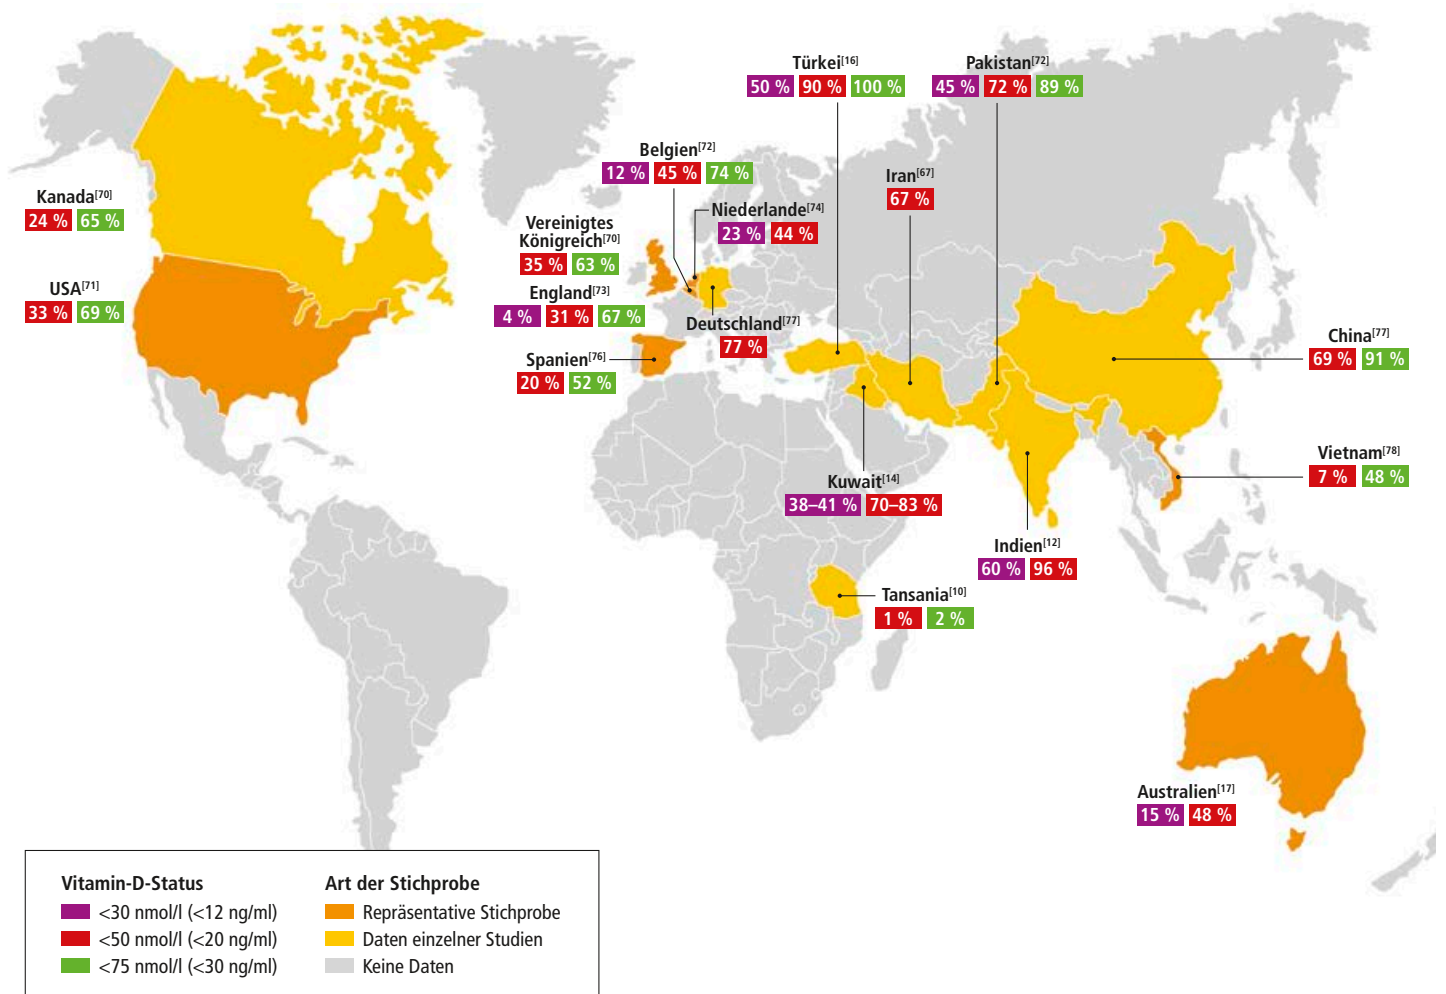 Türkei[16]
50 % 90 % 100 %
Pakistan[72]
45 % 72 % 89 %
Belgien[72]
12 % 45 % 74 %
Iran[67]
67 %
Kanada[70]
24 % 65 %
Niederlande[74]
23 % 44 %
Vereinigtes
Königreich[70]
35 % 63 %
USA[71]
33 % 69 %
England[73]
4 % 31 % 67 %
Deutschland[77]
77 %
China[77]
69 % 91 %
Spanien[76]
20 % 52 %
Vietnam[78]
7 % 48 %
Kuwait[14]
38–41 % 70–83 %
Indien[12]
60 % 96 %
Tansania[10]
1 % 2 %
Australien[17]
15 % 48 %
Vitamin-D-Status
<30 nmol/l (<12 ng/ml)
<50 nmol/l (<20 ng/ml)
<75 nmol/l (<30 ng/ml)
Art der Stichprobe
Repräsentative Stichprobe
Daten einzelner Studien
Keine Daten